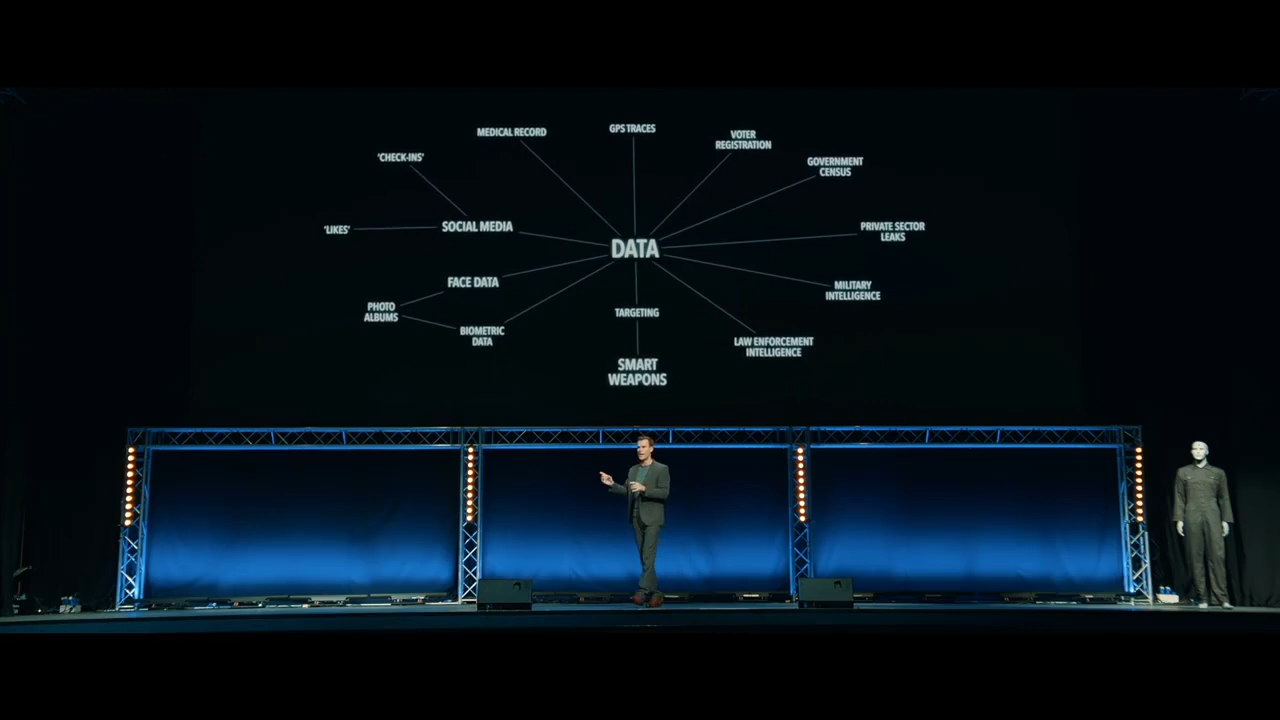 GPS TRACES
MEDICAL RECORD
VOTER
REGISTRATION
'CHECK-INS'
GOVERNMENT
CENSUS
'LIKES'
SOCIAL MEDIA
PRIVATE SECTOR
LEAKS
DATA
FACE DATA
MILITARY
INTELLIGENCE
PHOTO
ALBUMS
TARGETING
BIOMETRIC
DATA
LAW ENFORCEMENT
INTELLIGENCE
SMART
WEAPONS